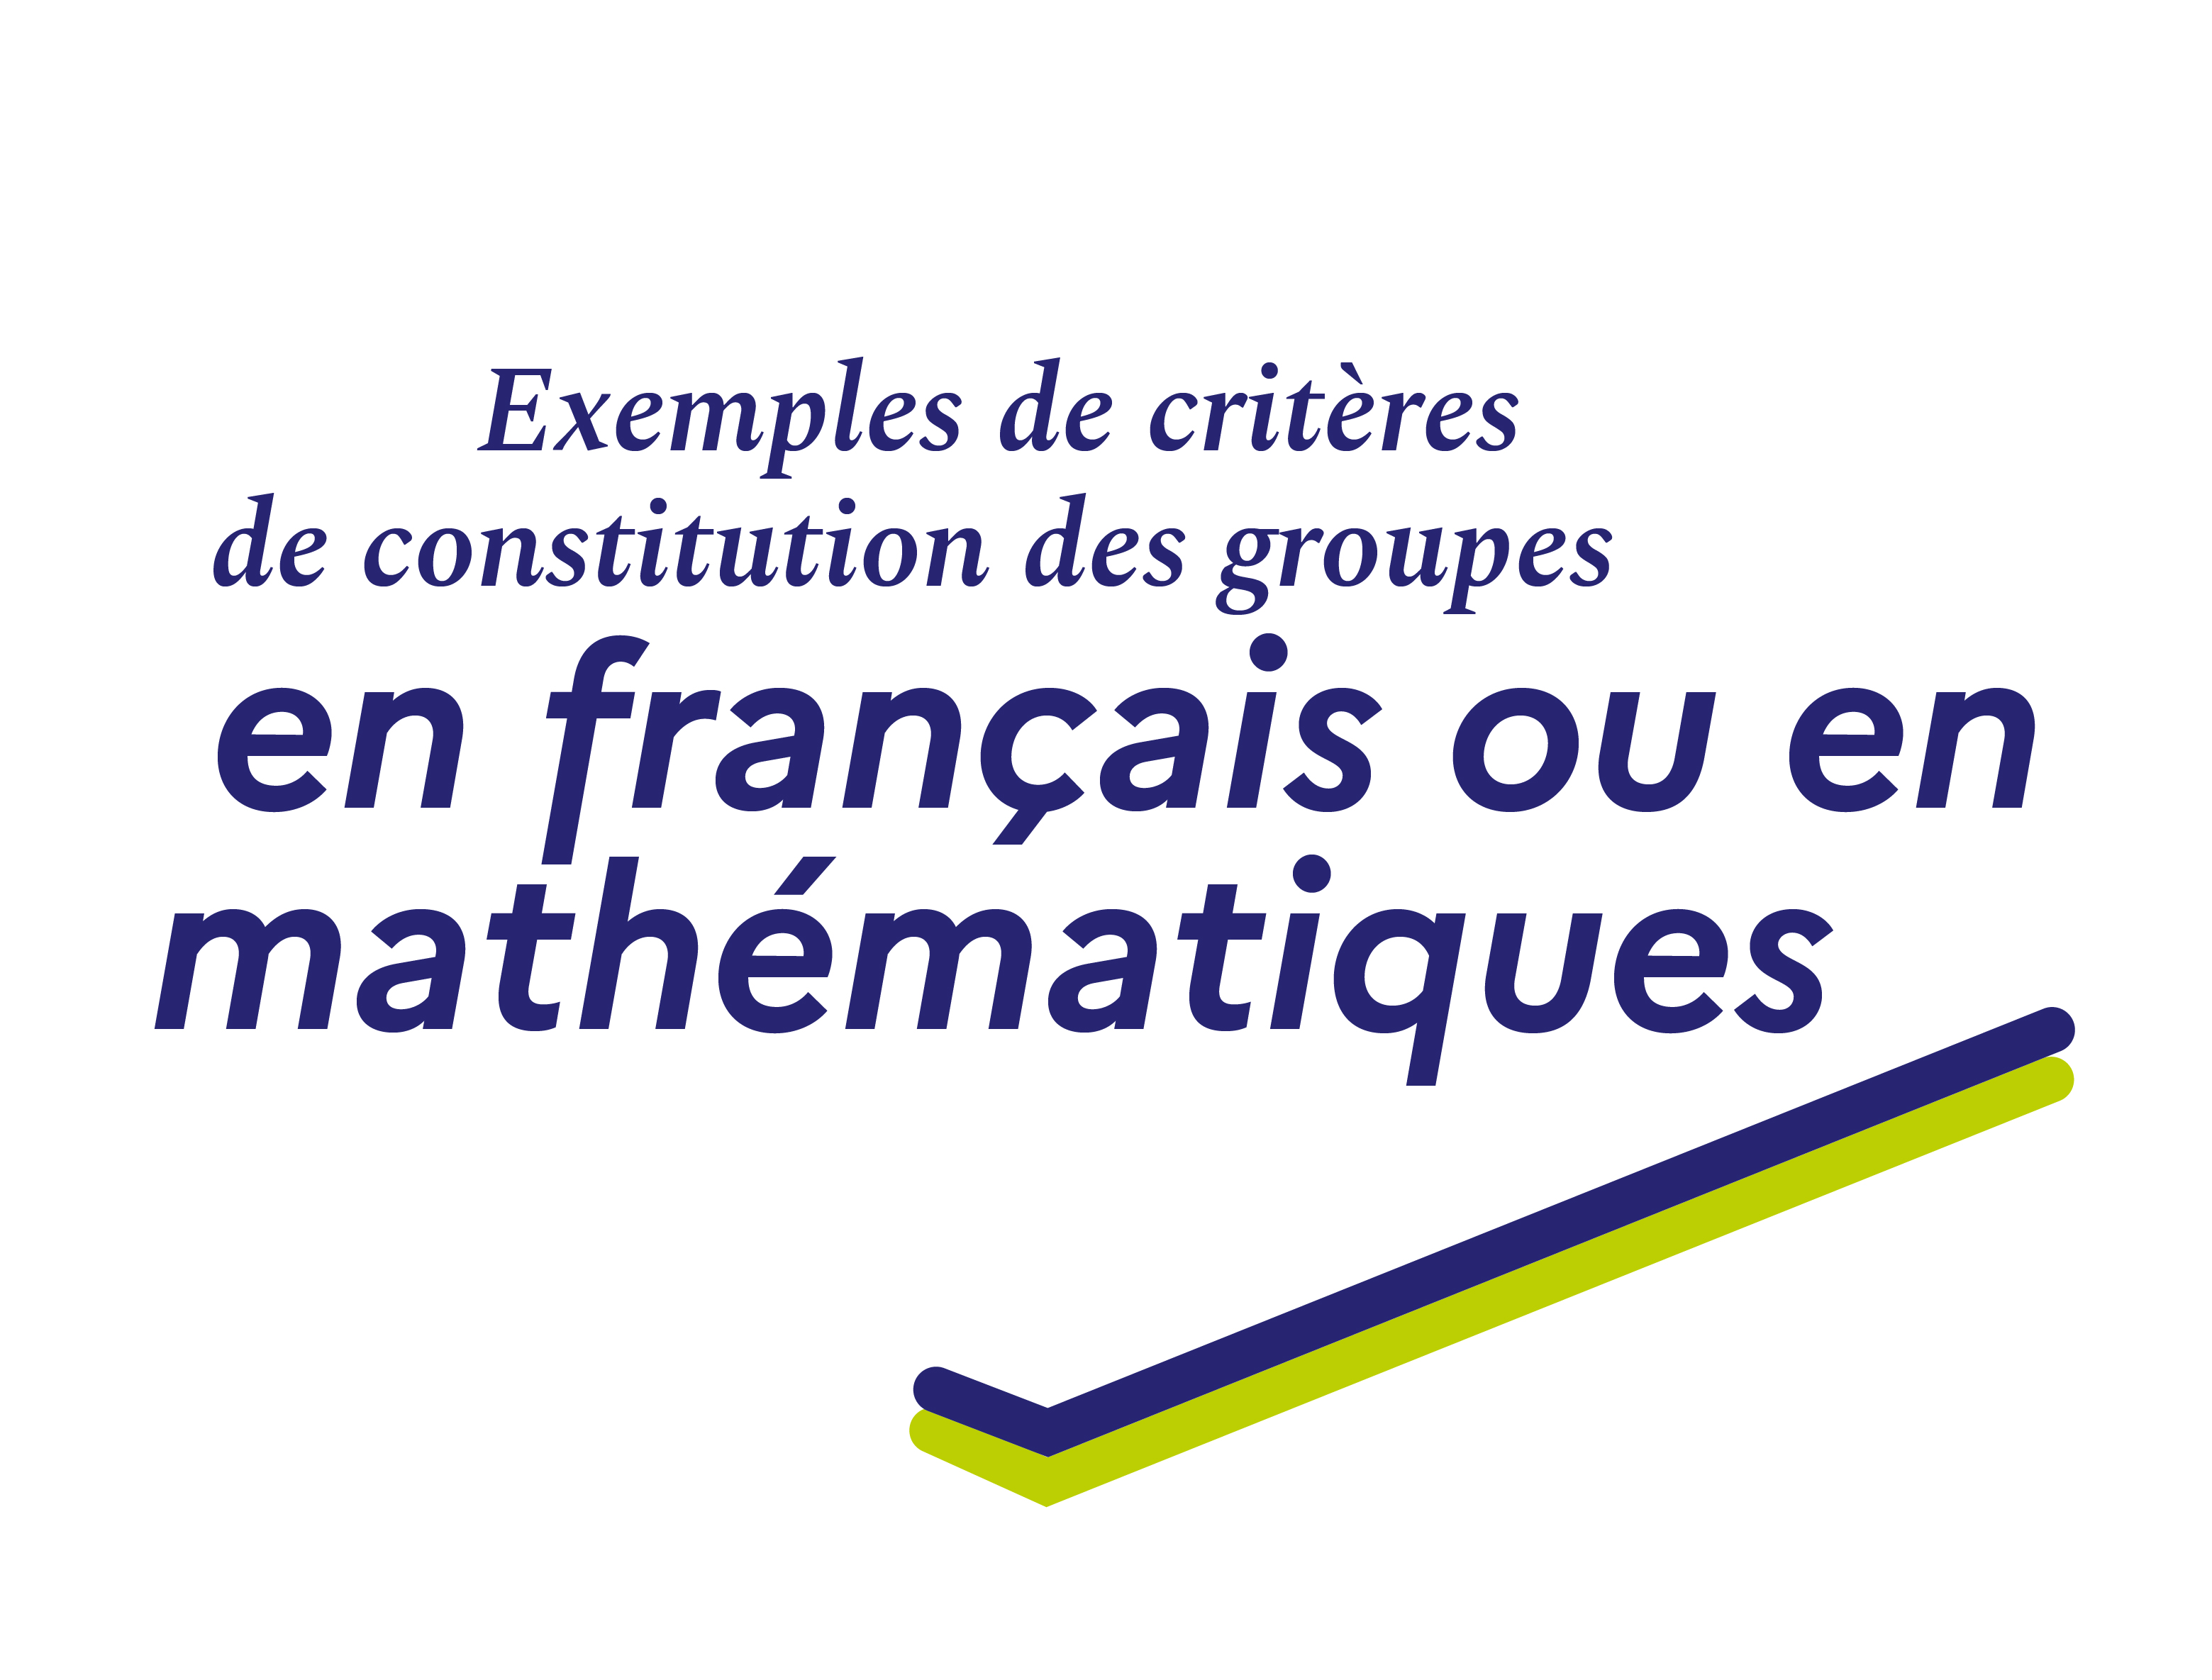 Exemples de critères
de constitution des groupes
en français ou en
mathématiques